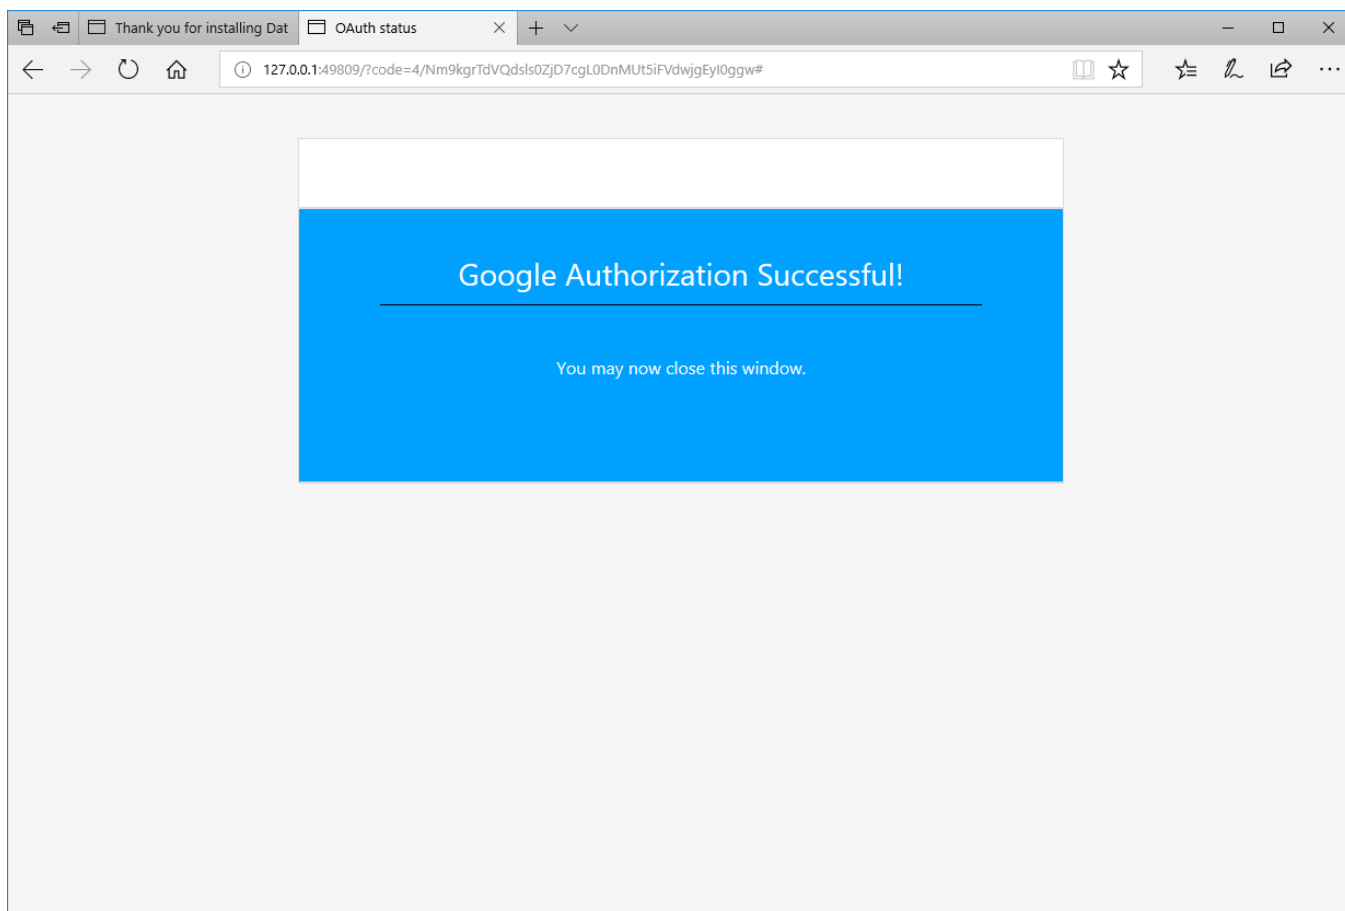 Thank you for installing Dat
OAuth status
127.0.0.1:49809/?code=4/Nm9kgrTdVQdsls0ZjD7cgL0DnMUt5iFVdwjgEyI0ggw#
Google Authorization Successful!
You may now close this window.